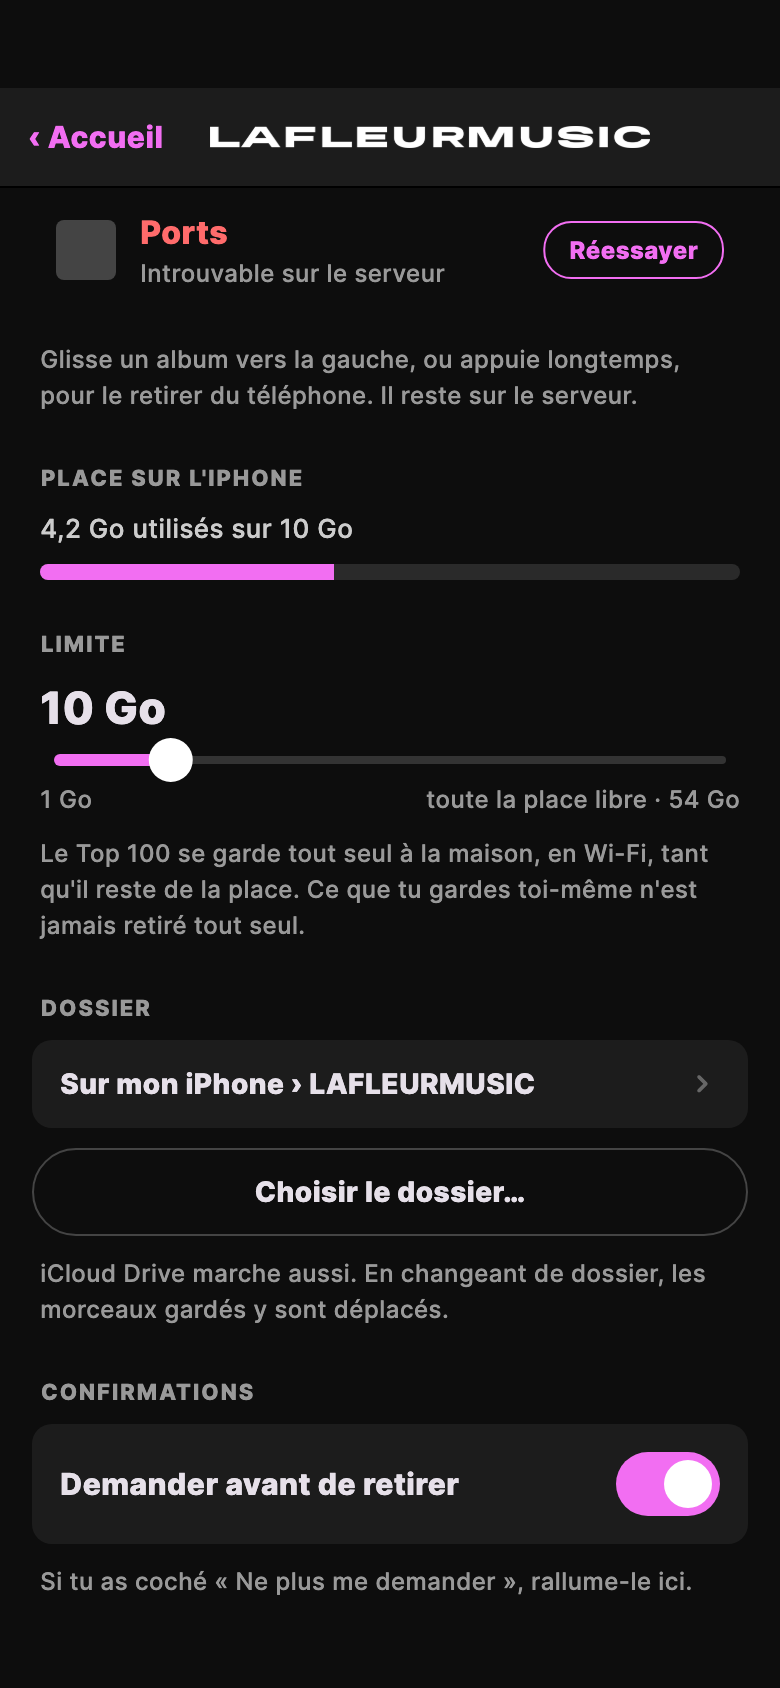 ‹ Accueil LAFLEURMUSIC
Ports
Introuvable sur le serveur
Réessayer
Glisse un album vers la gauche, ou appuie longtemps,
pour le retirer du téléphone. Il reste sur le serveur.
PLACE SUR L'IPHONE
4,2 Go utilisés sur 10 Go
LIMITE
10 Go
1 Go
toute la place libre · 54 Go
Le Top 100 se garde tout seul à la maison, en Wi-Fi, tant
qu'il reste de la place. Ce que tu gardes toi-même n'est
jamais retiré tout seul.
DOSSIER
Sur mon iPhone › LAFLEURMUSIC
Choisir le dossier…
iCloud Drive marche aussi. En changeant de dossier, les
morceaux gardés y sont déplacés.
CONFIRMATIONS
Demander avant de retirer
Si tu as coché « Ne plus me demander », rallume-le ici.